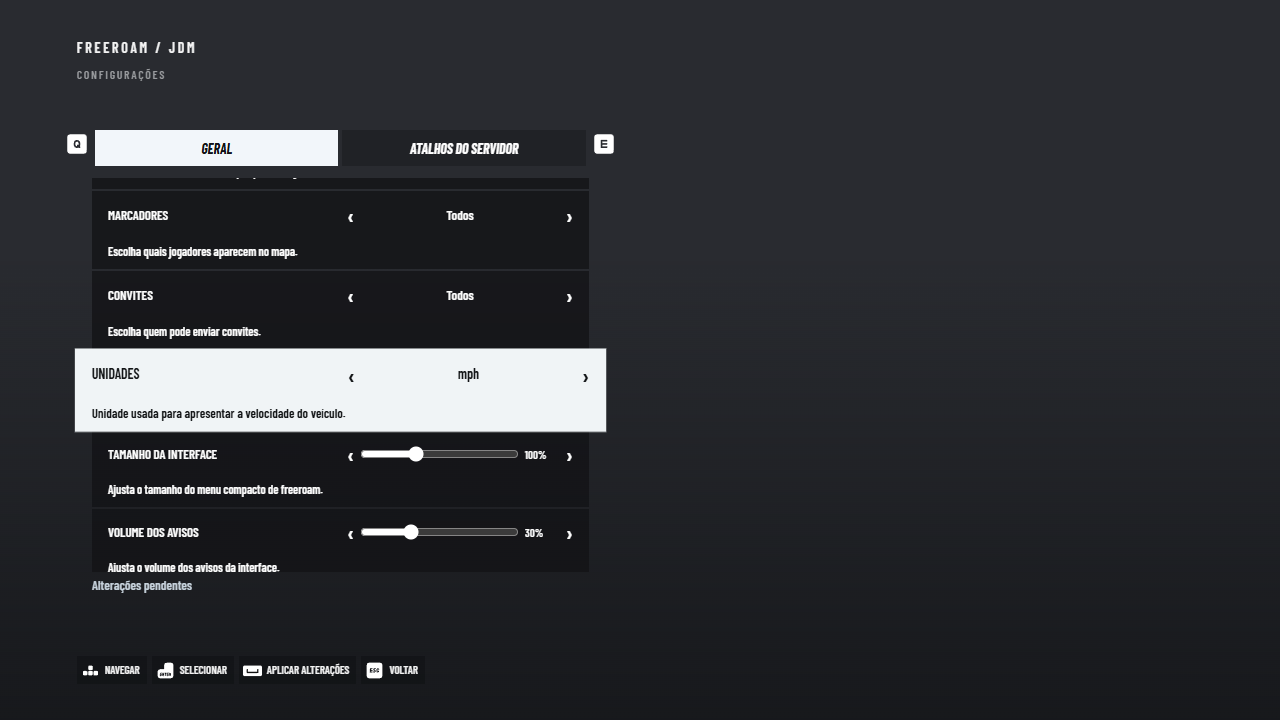 FREEROAM / JDM
CONFIGURAÇÕES
Q
GERAL
ATALHOS DO SERVIDOR
E
MARCADORES
‹ Todos ›
Escolha quais jogadores aparecem no mapa.
CONVITES
‹ Todos ›
Escolha quem pode enviar convites.
UNIDADES
‹ mph ›
Unidade usada para apresentar a velocidade do veículo.
TAMANHO DA INTERFACE
‹ 100% ›
Ajusta o tamanho do menu compacto de freeroam.
VOLUME DOS AVISOS
‹ 30% ›
Ajusta o volume dos avisos da interface.
Alterações pendentes
NAVEGAR
ENTER SELECIONAR
APLICAR ALTERAÇÕES
ESC VOLTAR